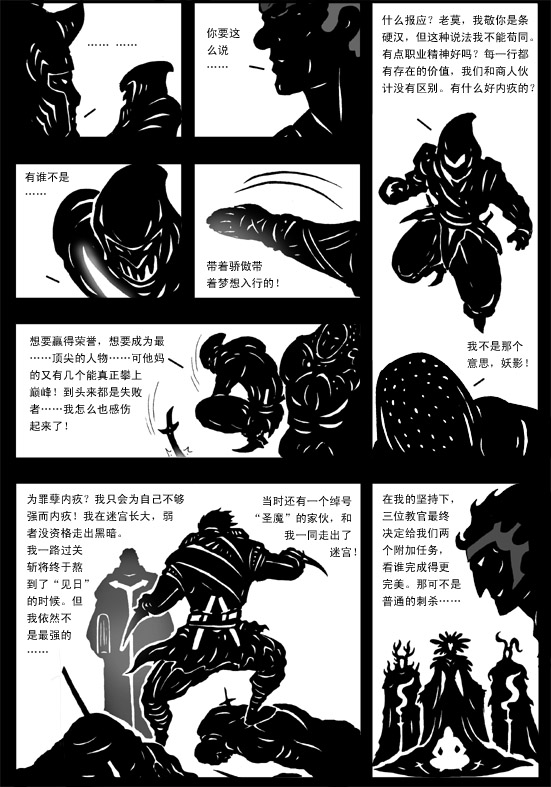 …… ……
你要这
么说
……
什么报应？老莫，我敬你是条
硬汉，但这种说法我不能苟同。
有点职业精神好吗？每一行都
有存在的价值，我们和商人伙
计没有区别。有什么好内疚的？
有谁不是
……
带着骄傲带
着梦想入行的！
我不是那个
意思，妖影！
想要赢得荣誉，想要成为最
……顶尖的人物……可他妈
的又有几个能真正攀上
巅峰！到头来都是失败
者……我怎么也感伤
起来了！
为罪孽内疚？我只会为自己不够
强而内疚！我在迷宫长大，弱
者没资格走出黑暗。
我一路过关
斩将终于熬
到了“见日”
的时候。但
我依然不
是最强的
……
当时还有一个绰号
“圣魔”的家伙，和
我一同走出了
迷宫！
在我的坚持下，
三位教官最终
决定给我们两
个附加任务，
看谁完成得更
完美。那可不是
普通的刺杀……